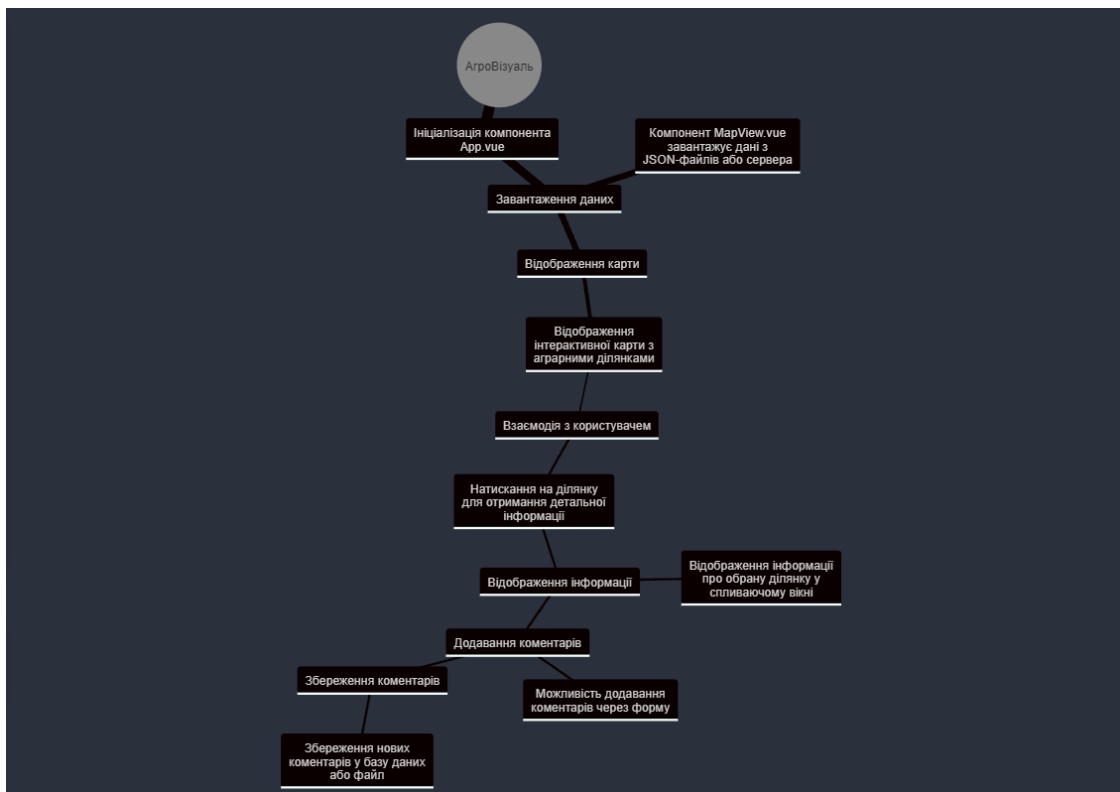 АгроВізуаль
Ініціалізація компонента
App.vue
Компонент MapView.vue
завантажує дані з
JSON-файлів або сервера
Завантаження даних
Відображення карти
Відображення
інтерактивної карти з
аграрними ділянками
Взаємодія з користувачем
Натискання на ділянку
для отримання детальної
інформації
Відображення інформації
Відображення інформації
про обрану ділянку у
спливаючому вікні
Додавання коментарів
Збереження коментарів
Можливість додавання
коментарів через форму
Збереження нових
коментарів у базу даних
або файл